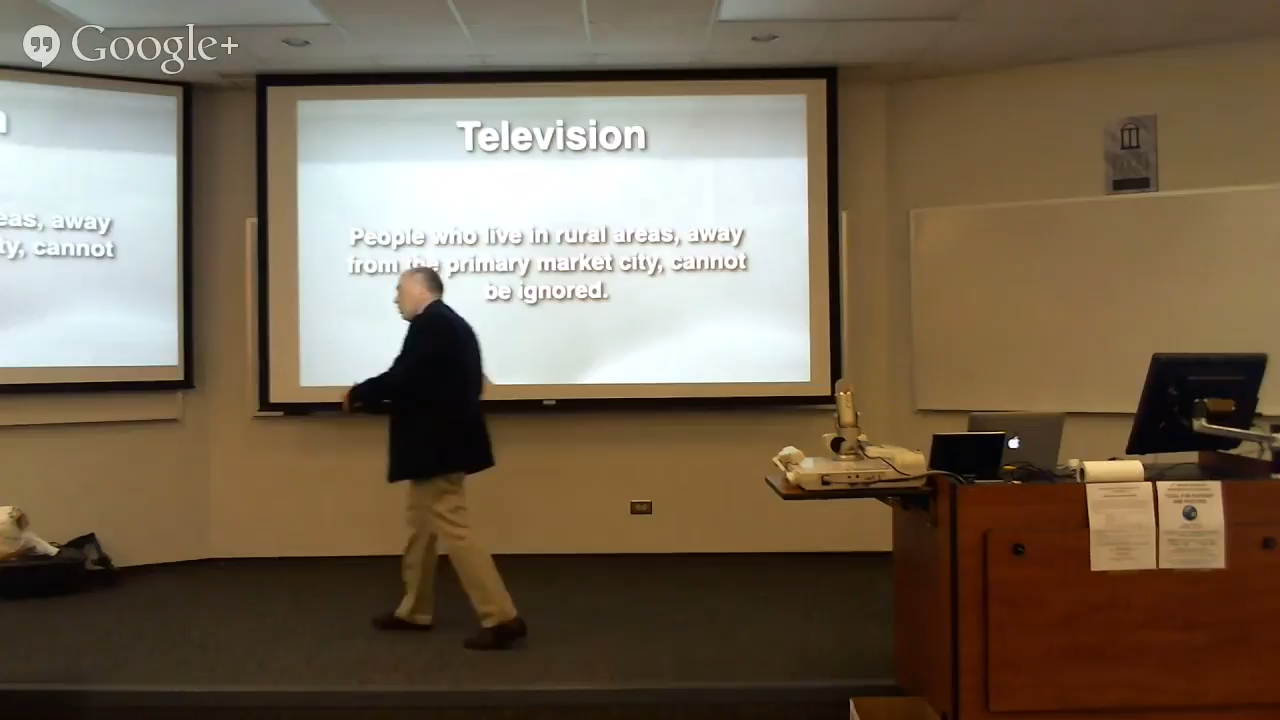 Google+
Television
People who live in rural areas, away
from the primary market city, cannot
be ignored.
eas, away
ty, cannot